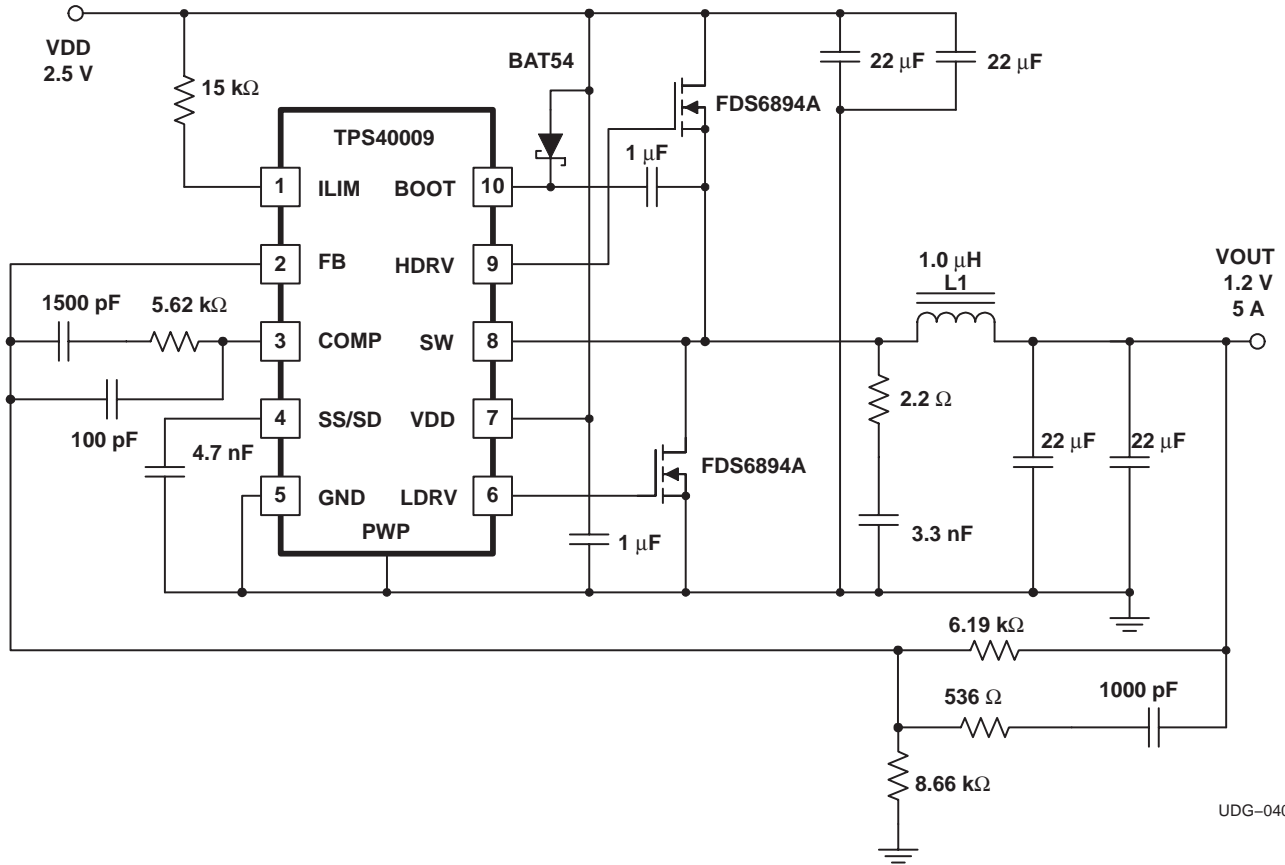 VDD
2.5 V
15 kΩ
BAT54
22 μF
22 μF
FDS6894A
TPS40009
1 μF
1
ILIM
BOOT
10
2
FB
HDRV
9
1.0 μH
L1
VOUT
1.2 V
5 A
1500 pF
5.62 kΩ
3
COMP
SW
8
2.2 Ω
100 pF
4
SS/SD
VDD
7
4.7 nF
22 μF
22 μF
FDS6894A
5
GND
LDRV
6
PWP
1 μF
3.3 nF
6.19 kΩ
536 Ω
1000 pF
8.66 kΩ
UDG–040